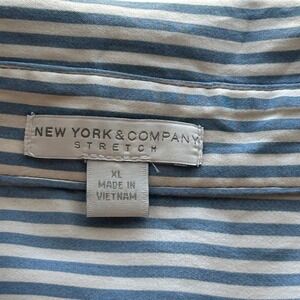 NEW YORK & COMPANY
STRETCH
XL
MADE IN
VIETNAM